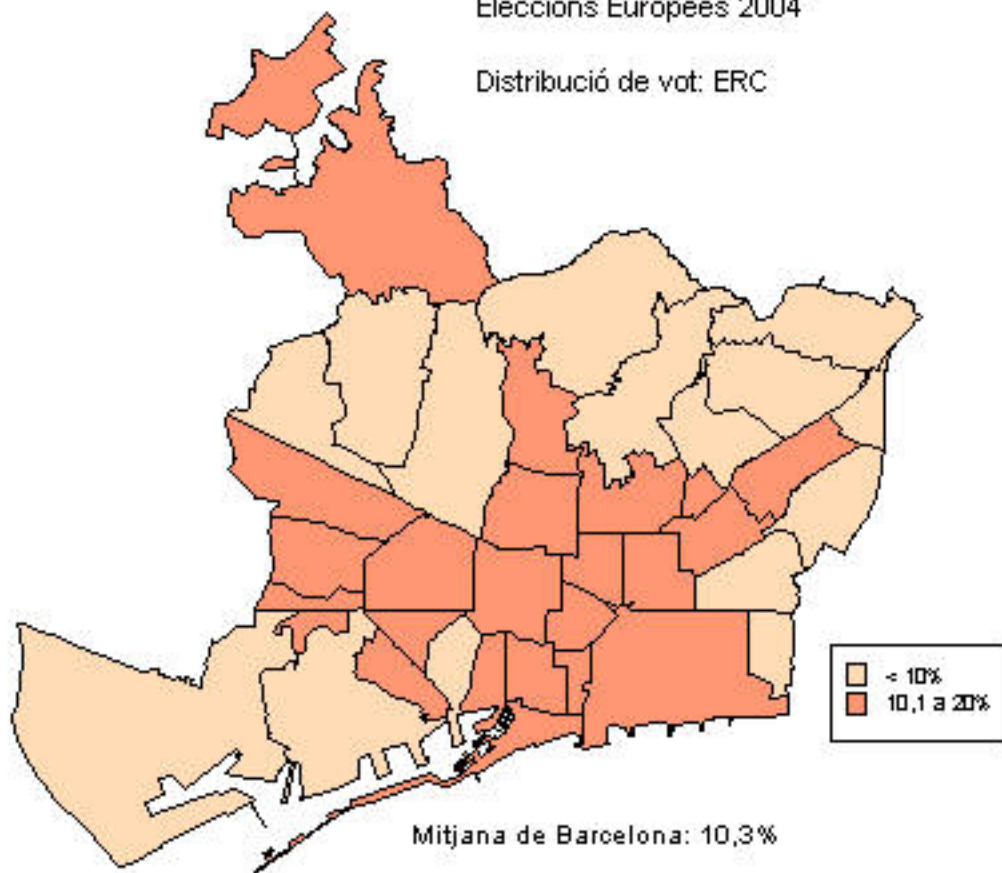 Eleccions Europees 2004
Distribució de vot: ERC
< 10%
10,1 a 20%
Mitjana de Barcelona: 10,3%